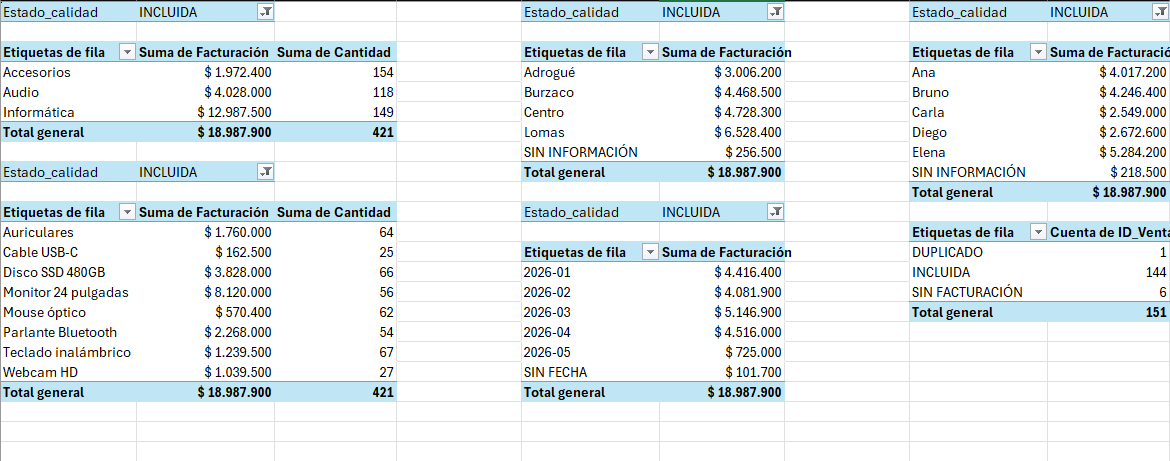 Estado_calidad INCLUIDA
Etiquetas de fila Suma de Facturación Suma de Cantidad
Accesorios $ 1.972.400 154
Audio $ 4.028.000 118
Informática $ 12.987.500 149
Total general $ 18.987.900 421
Estado_calidad INCLUIDA
Etiquetas de fila Suma de Facturación Suma de Cantidad
Auriculares $ 1.760.000 64
Cable USB-C $ 162.500 25
Disco SSD 480GB $ 3.828.000 66
Monitor 24 pulgadas $ 8.120.000 56
Mouse óptico $ 570.400 62
Parlante Bluetooth $ 2.268.000 54
Teclado inalámbrico $ 1.239.500 67
Webcam HD $ 1.039.500 27
Total general $ 18.987.900 421
Estado_calidad INCLUIDA
Etiquetas de fila Suma de Facturación
Adrogué $ 3.006.200
Burzaco $ 4.468.500
Centro $ 4.728.300
Lomas $ 6.528.400
SIN INFORMACIÓN $ 256.500
Total general $ 18.987.900
Estado_calidad INCLUIDA
Etiquetas de fila Suma de Facturación
2026-01 $ 4.416.400
2026-02 $ 4.081.900
2026-03 $ 5.146.900
2026-04 $ 4.516.000
2026-05 $ 725.000
SIN FECHA $ 101.700
Total general $ 18.987.900
Estado_calidad INCLUIDA
Etiquetas de fila Suma de Facturació
Ana $ 4.017.200
Bruno $ 4.246.400
Carla $ 2.549.000
Diego $ 2.672.600
Elena $ 5.284.200
SIN INFORMACIÓN $ 218.500
Total general $ 18.987.900
Etiquetas de fila Cuenta de ID_Venta
DUPLICADO 1
INCLUIDA 144
SIN FACTURACIÓN 6
Total general 151